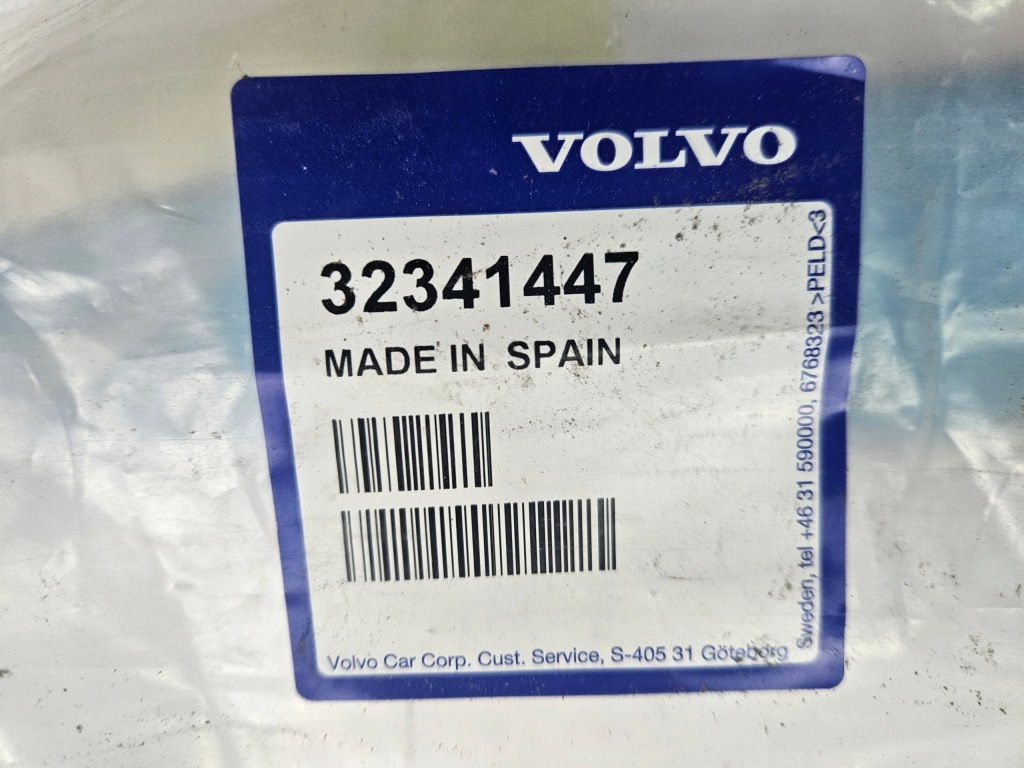 VOLVO
32341447
MADE IN SPAIN
Volvo Car Corp. Cust. Service, S-405 31 Göteborg
Sweden, tel +46 31 590000, 6768323 >PELD<3